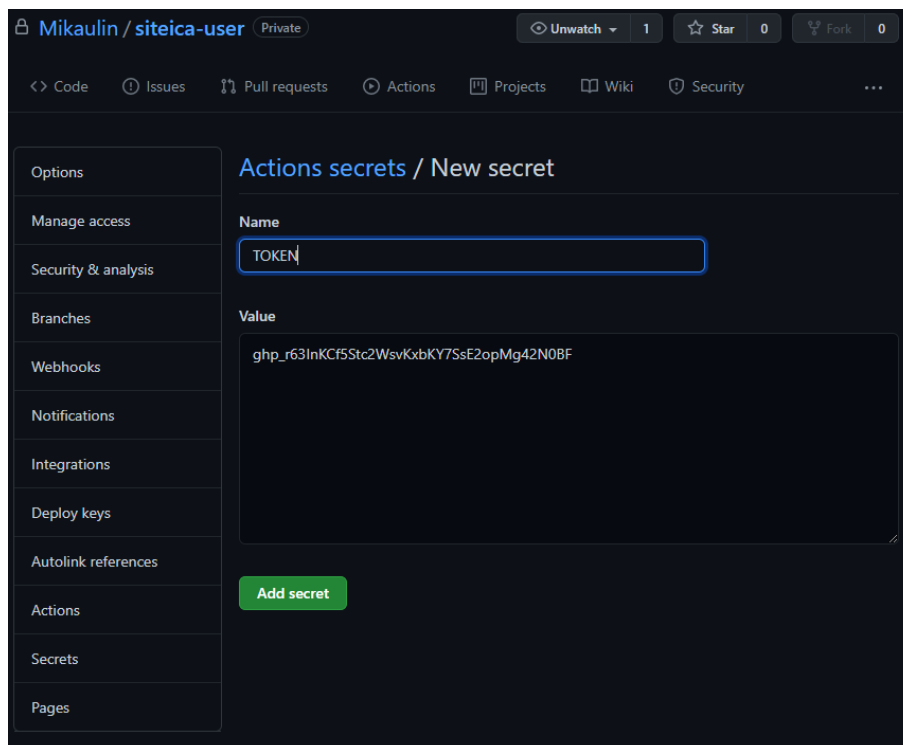 Mikaulin / siteica-user Private
Unwatch 1 Star 0 Fork 0
<> Code Issues Pull requests Actions Projects Wiki Security ...
Options
Manage access
Security & analysis
Branches
Webhooks
Notifications
Integrations
Deploy keys
Autolink references
Actions
Secrets
Pages
Actions secrets / New secret
Name
TOKEN
Value
Add secret